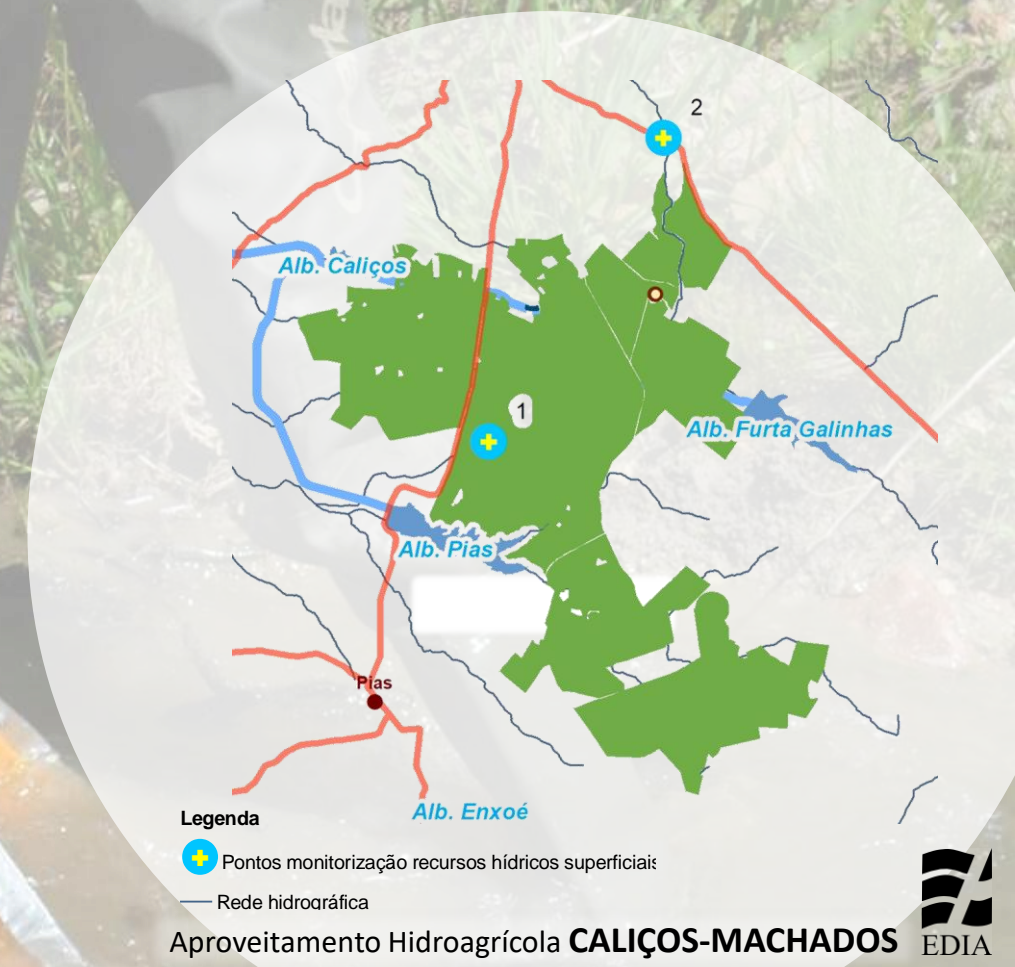 2
Alb. Caliços
1
Alb. Furta Galinhas
Alb. Pias
Pias
Alb. Enxoé
Legenda
Pontos monitorização recursos hídricos superficiais
Rede hidrográfica
Aproveitamento Hidroagrícola CALIÇOS-MACHADOS
EDIA